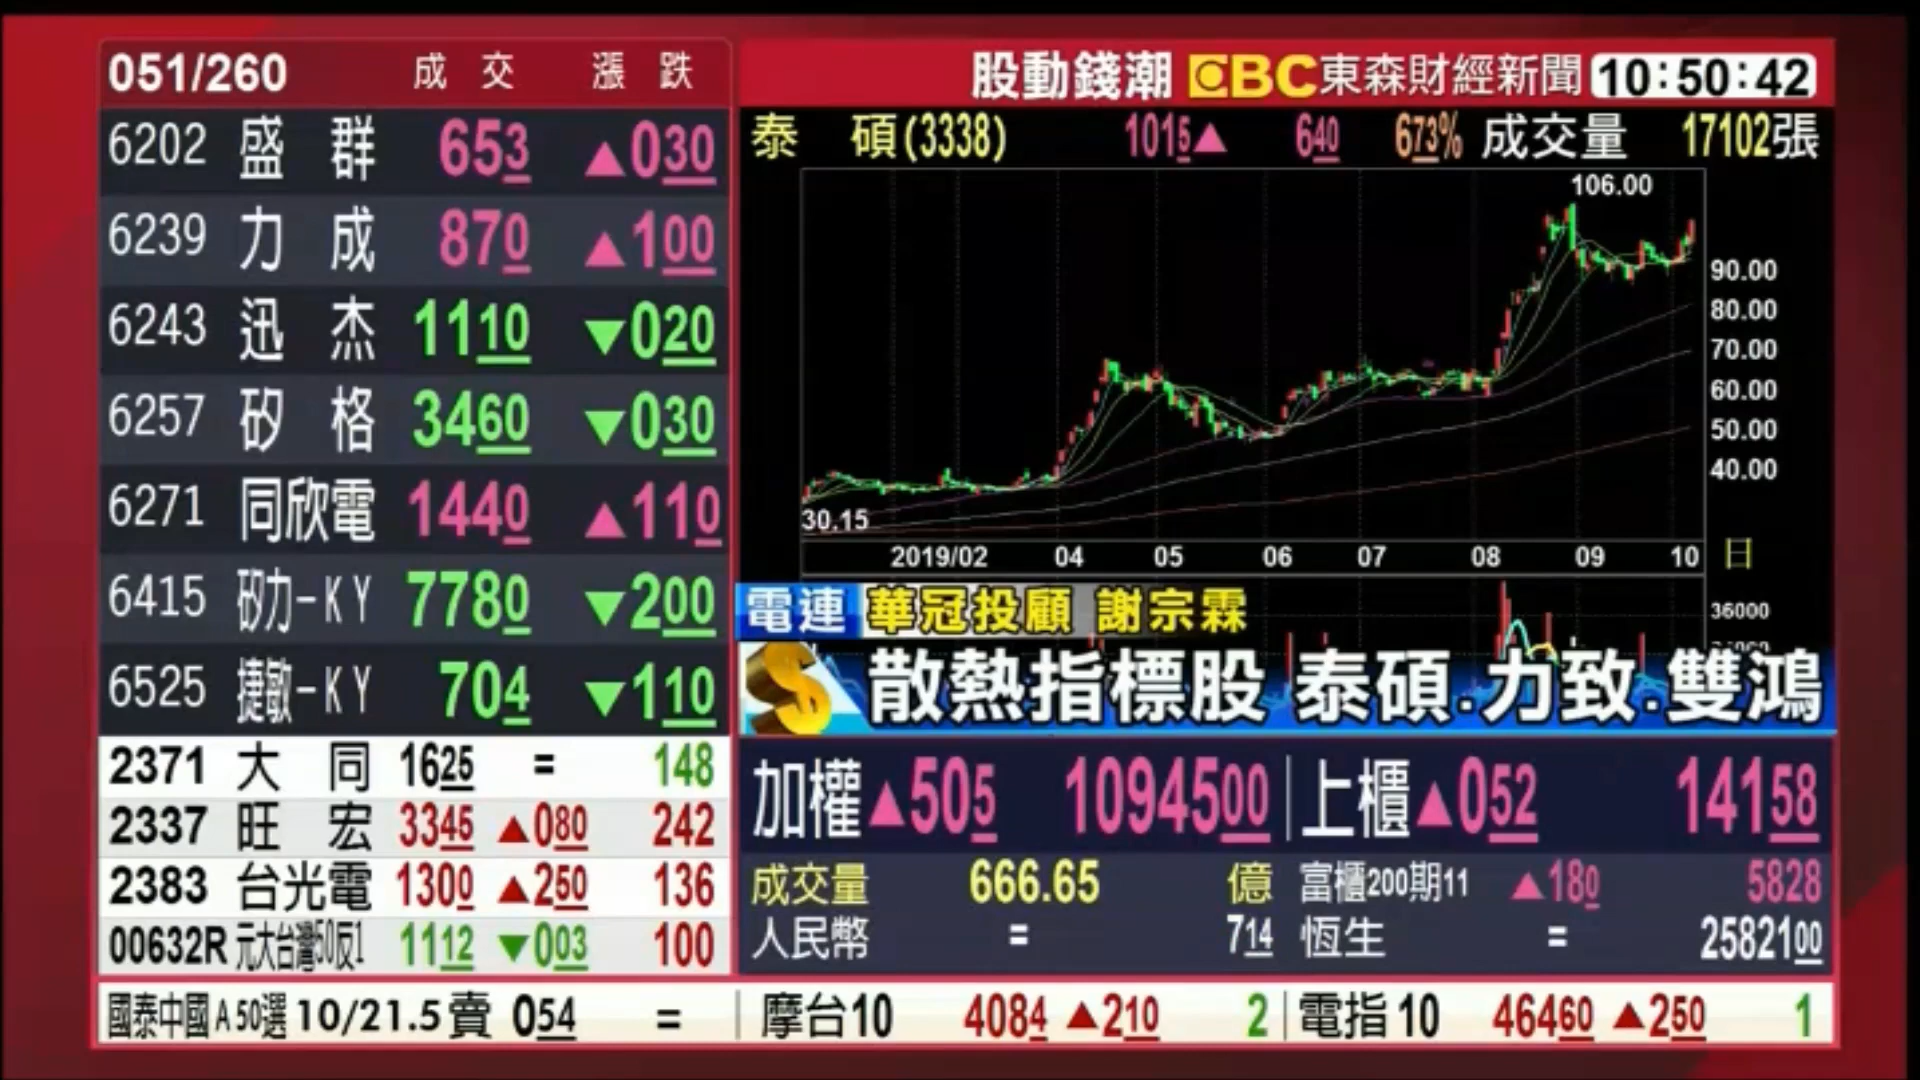 051/260 成交 漲跌
6202 盛群 653 ▲030
6239 力成 870 ▲100
6243 迅杰 1110 ▼020
6257 矽格 3460 ▼030
6271 同欣電 1440 ▲110
6415 矽力-KY 7780 ▼200
6525 捷敏-KY 704 ▼110
2371 大同 1625 = 148
2337 旺宏 3345 ▲080 242
2383 台光電 1300 ▲250 136
00632R 元大台灣50反1 1112 ▼003 100
股動錢潮 EBC東森財經新聞 10:50:42
泰碩(3338) 1015▲ 640 673% 成交量 17102張
106.00
90.00
80.00
70.00
60.00
50.00
40.00
30.15
2019/02 04 05 06 07 08 09 10 日
36000
電連 華冠投顧 謝宗霖
散熱指標股 泰碩.力致.雙鴻
加權▲505 1094500 上櫃▲052 14158
成交量 666.65 億 富櫃200期11 ▲180 5828
人民幣 = 714 恆生 = 2582100
國泰中國A50選10/21.5賣 054 = 摩台10 4084 ▲210 2 電指10 46460 ▲250 1